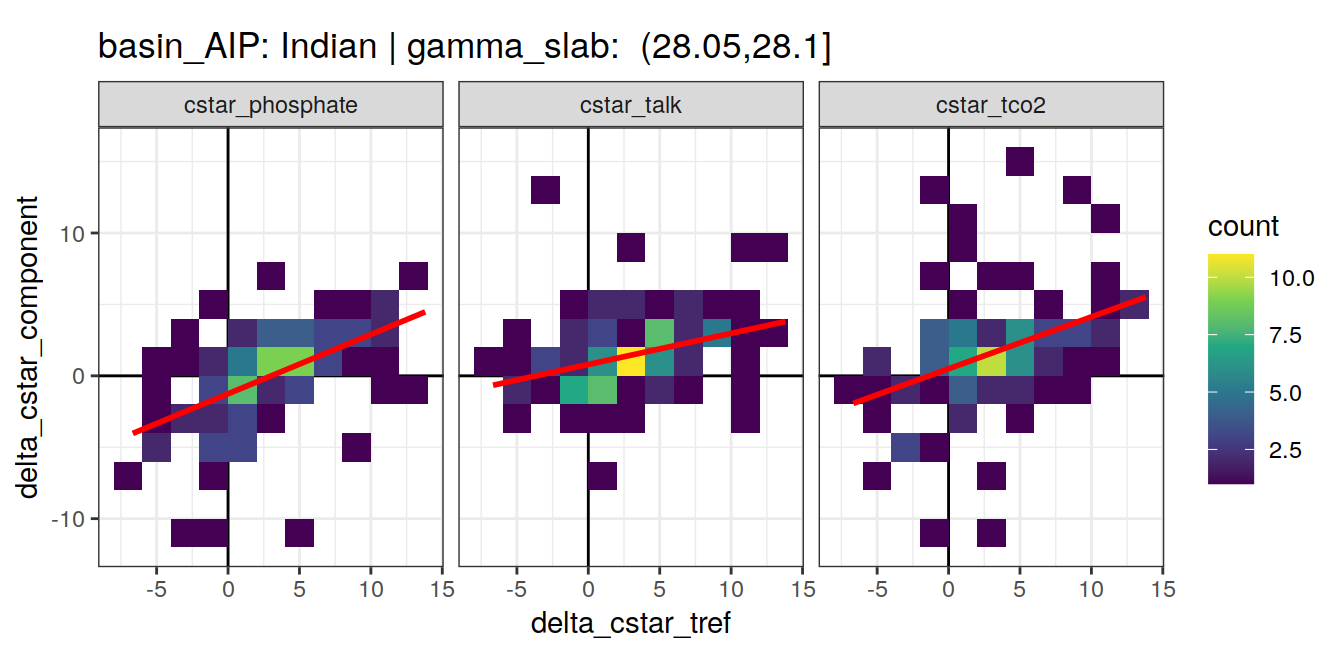 basin_AIP: Indian | gamma_slab:  (28.05,28.1]
cstar_phosphate
cstar_talk
cstar_tco2
delta_cstar_component
10
0
-10
-5 0 5 10 15
-5 0 5 10 15
-5 0 5 10 15
delta_cstar_tref
count
10.0
7.5
5.0
2.5